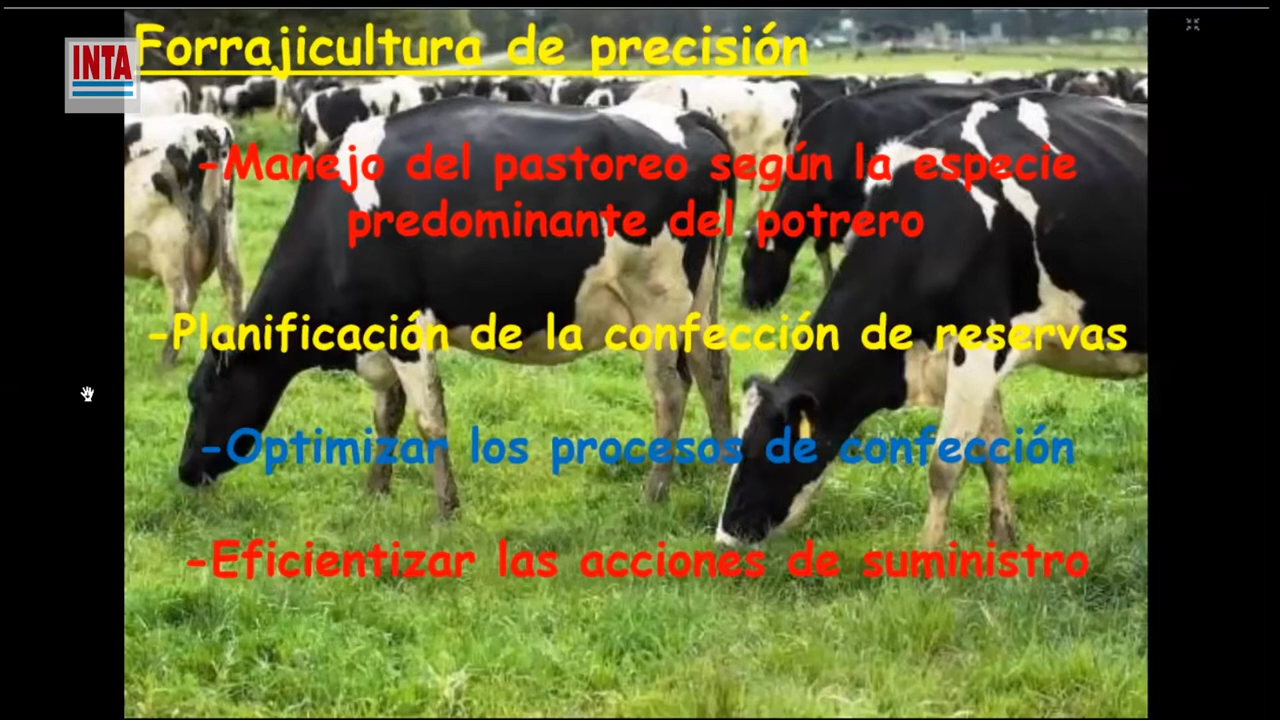 Forrajicultura de precisión
INTA
-Manejo del pastoreo según la especie
predominante del potrero
-Planificación de la confección de reservas
-Optimizar los procesos de confección
-Eficientizar las acciones de suministro